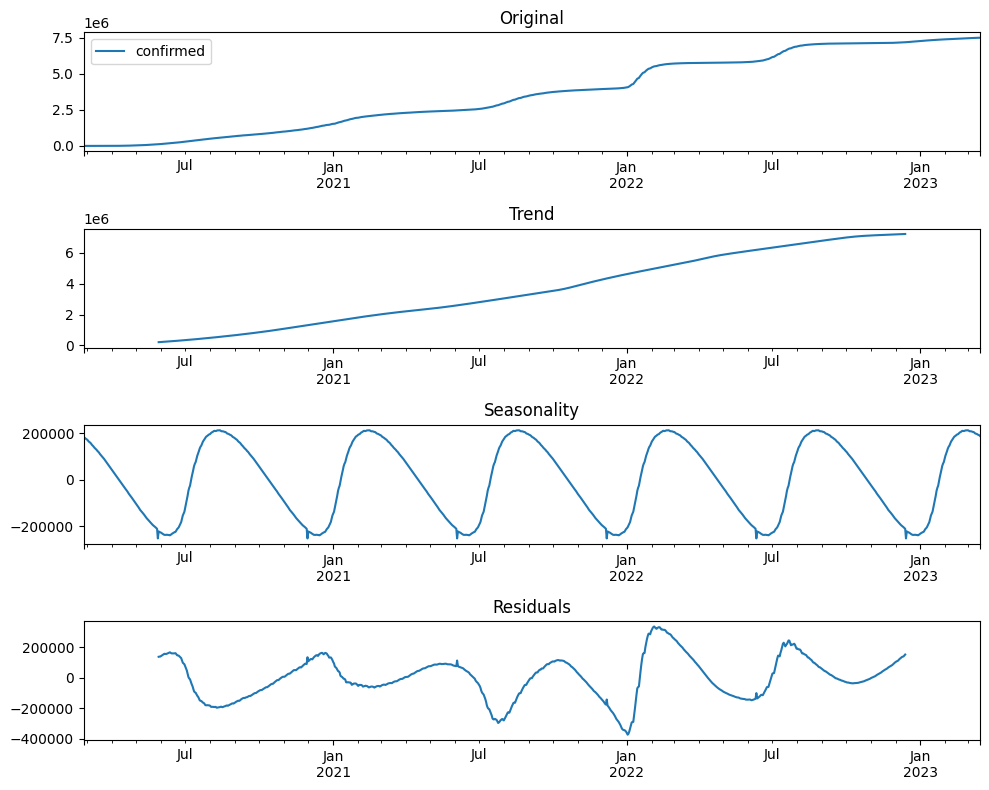 Original
1e6
confirmed
7.5
5.0
2.5
0.0
Jul Jan Jul Jan Jul Jan
2021 2022 2023
Trend
1e6
6
4
2
0
Jul Jan Jul Jan Jul Jan
2021 2022 2023
Seasonality
200000
0
−200000
Jul Jan Jul Jan Jul Jan
2021 2022 2023
Residuals
200000
0
−200000
−400000
Jul Jan Jul Jan Jul Jan
2021 2022 2023